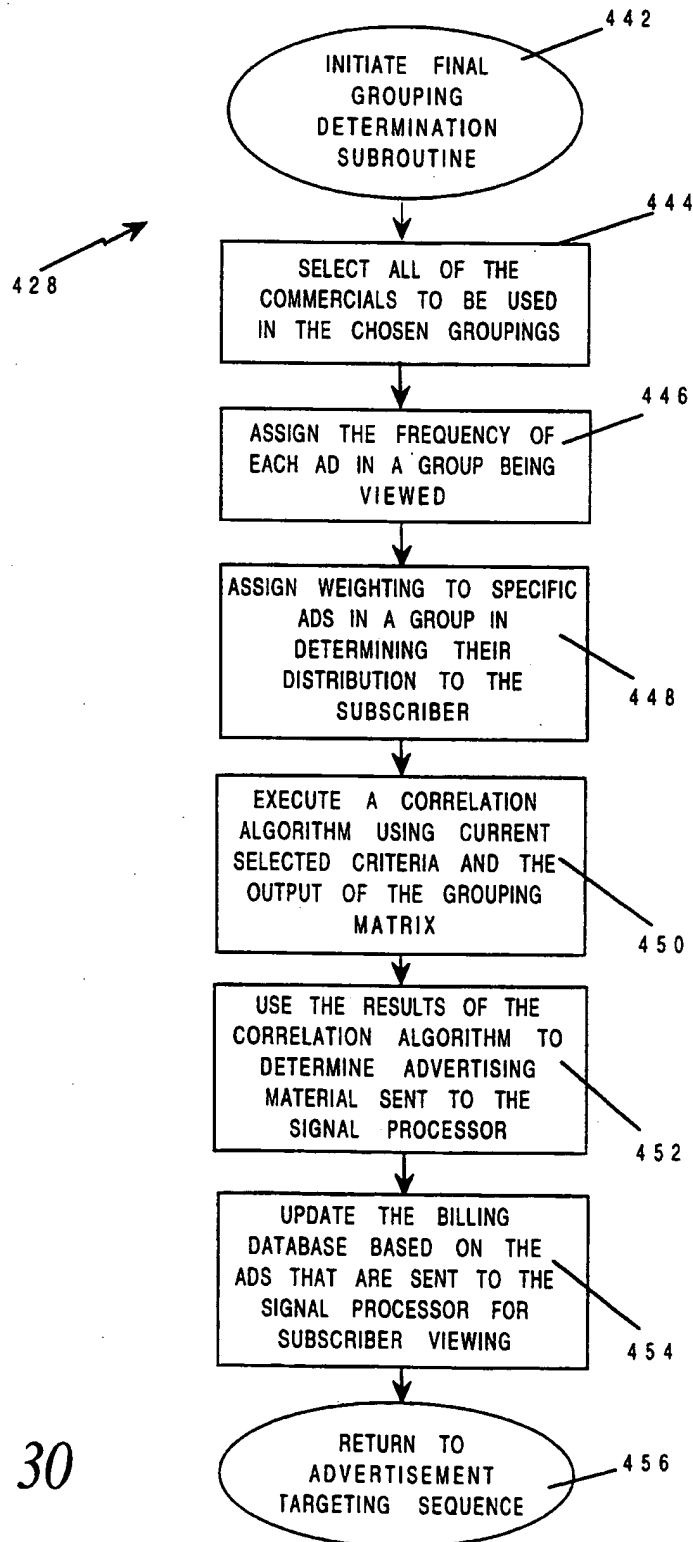 442
INITIATE FINAL
GROUPING
DETERMINATION
SUBROUTINE
428
444
SELECT ALL OF THE
COMMERCIALS TO BE USED
IN THE CHOSEN GROUPINGS
446
ASSIGN THE FREQUENCY OF
EACH AD IN A GROUP BEING
VIEWED
ASSIGN WEIGHTING TO SPECIFIC
ADS IN A GROUP IN
DETERMINING THEIR
DISTRIBUTION TO THE
SUBSCRIBER
448
EXECUTE A CORRELATION
ALGORITHM USING CURRENT
SELECTED CRITERIA AND THE
OUTPUT OF THE GROUPING
MATRIX
450
USE THE RESULTS OF THE
CORRELATION ALGORITHM TO
DETERMINE ADVERTISING
MATERIAL SENT TO THE
SIGNAL PROCESSOR
452
UPDATE THE BILLING
DATABASE BASED ON THE
ADS THAT ARE SENT TO THE
SIGNAL PROCESSOR FOR
SUBSCRIBER VIEWING
454
30
RETURN TO
ADVERTISEMENT
TARGETING SEQUENCE
456